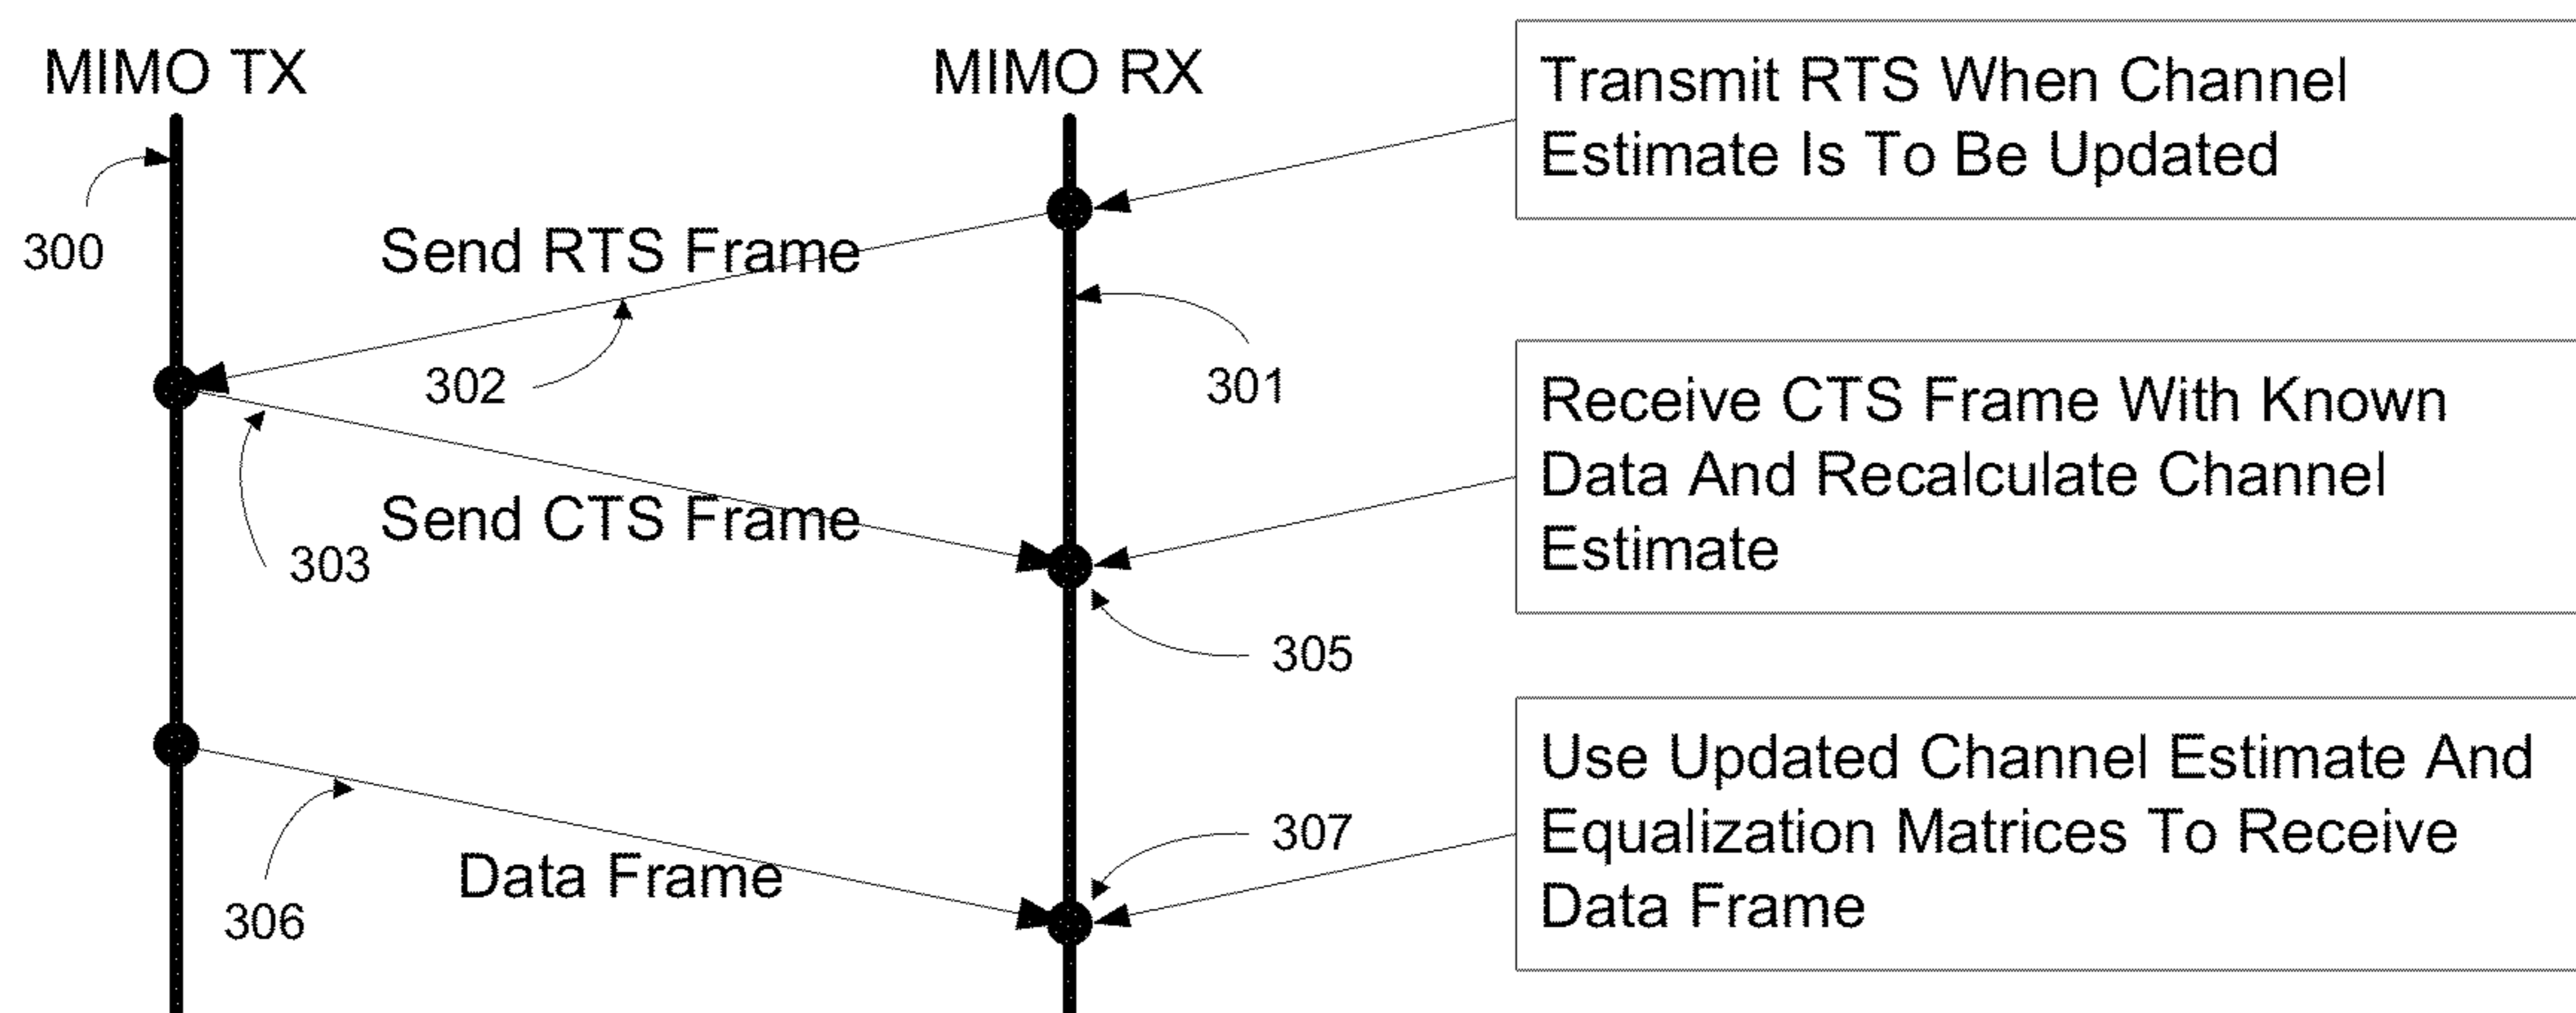 MIMO TX
MIMO RX
Transmit RTS When Channel
Estimate Is To Be Updated
300
Send RTS Frame
302
301
Receive CTS Frame With Known
Data And Recalculate Channel
Estimate
Send CTS Frame
303
305
Use Updated Channel Estimate And
Equalization Matrices To Receive
Data Frame
307
Data Frame
306